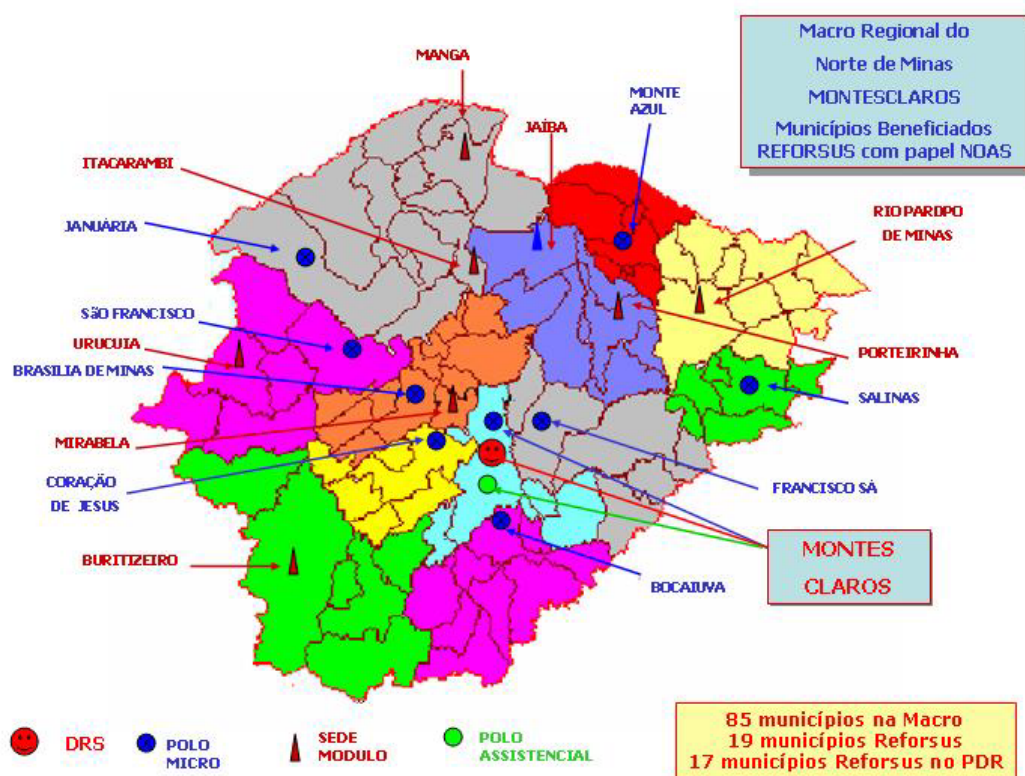 Macro Regional do
Norte de Minas
MONTESCLAROS
Municípios Beneficiados
REFORSUS com papel NOAS
MANGA
MONTE
AZUL
JAÍBA
ITACARAMBI
RIO PARDPO
DE MINAS
JANUÁRIA
SÃO FRANCISCO
URUCUIA
BRASILIA DE MINAS
PORTEIRINHA
SALINAS
MIRABELA
CORAÇÃO
DE JESUS
FRANCISCO SÁ
BURITIZEIRO
BOCAIUVA
MONTES
CLAROS
85 municípios na Macro
19 municípios Reforsus
17 municípios Reforsus no PDR
DRS
POLO
MICRO
SEDE
MODULO
POLO
ASSISTENCIAL